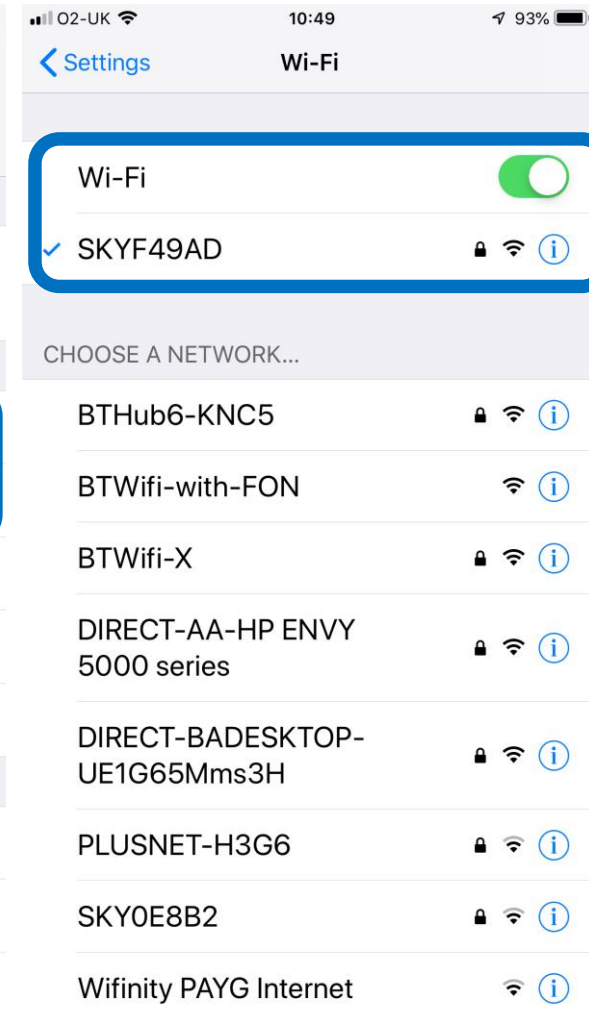 O2-UK 10:49 93%
Settings Wi-Fi
Wi-Fi
SKYF49AD
CHOOSE A NETWORK...
BTHub6-KNC5
BTWifi-with-FON
BTWifi-X
DIRECT-AA-HP ENVY
5000 series
DIRECT-BADESKTOP-
UE1G65Mms3H
PLUSNET-H3G6
SKY0E8B2
Wifinity PAYG Internet